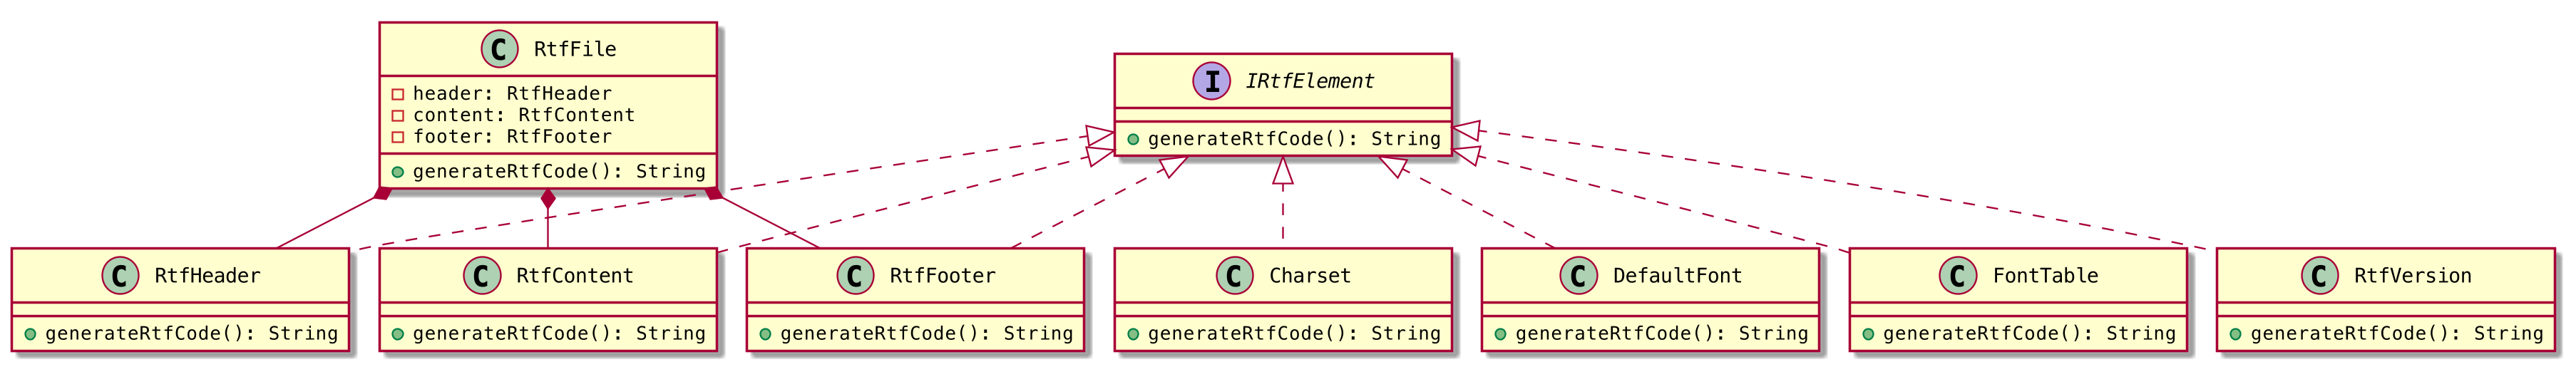 C RtfFile
header: RtfHeader
content: RtfContent
footer: RtfFooter
generateRtfCode(): String
I IRtfElement
generateRtfCode(): String
C RtfHeader
generateRtfCode(): String
C RtfContent
generateRtfCode(): String
C RtfFooter
generateRtfCode(): String
C Charset
generateRtfCode(): String
C DefaultFont
generateRtfCode(): String
C FontTable
generateRtfCode(): String
C RtfVersion
generateRtfCode(): String